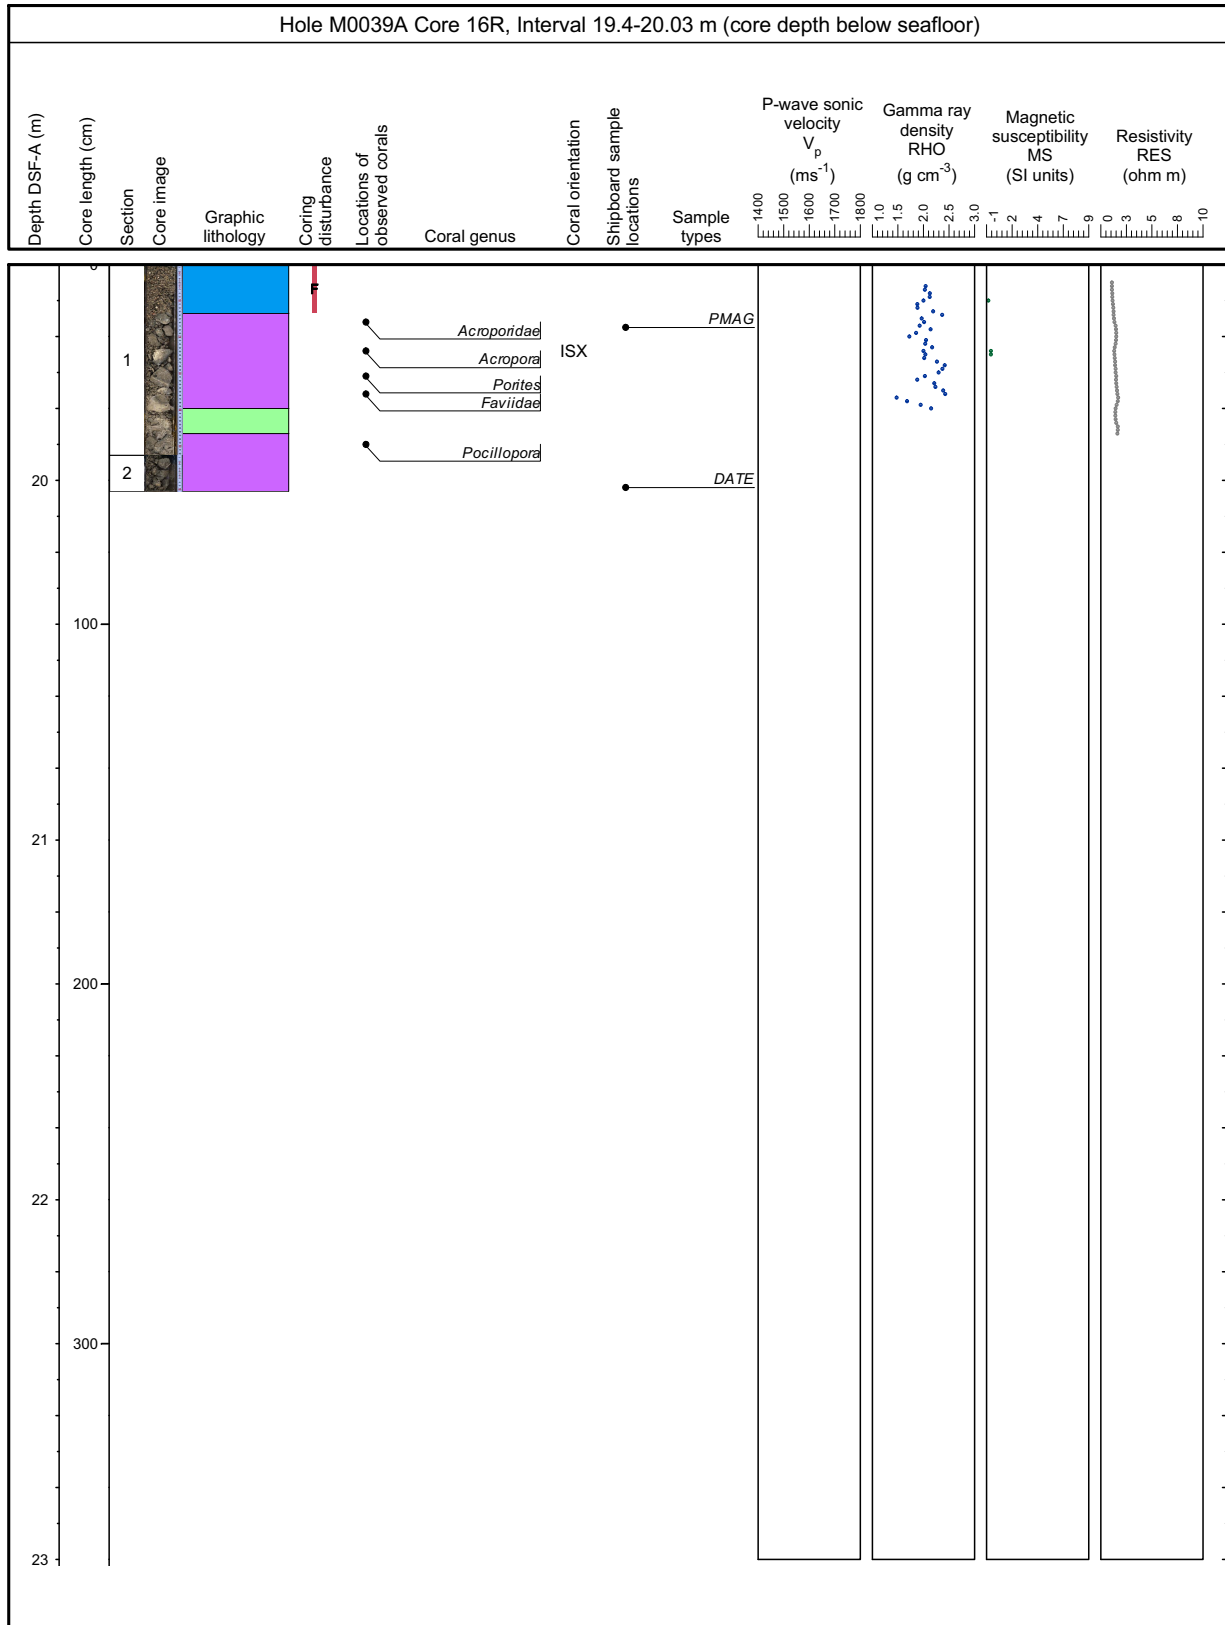 Hole M0039A Core 16R, Interval 19.4-20.03 m (core depth below seafloor)
Depth DSF-A (m)
Core length (cm)
Section
Core image
Graphic
lithology
Coring
disturbance
Locations of
observed corals
Coral genus
Coral orientation
Shipboard sample
locations
Sample
types
P-wave sonic
velocity
Vp
(ms-1)
1400 1500 1600 1700 1800
Gamma ray
density
RHO
(g cm-3)
1.0 1.5 2.0 2.5 3.0
Magnetic
susceptibility
MS
(SI units)
-1 2 4 7 9
Resistivity
RES
(ohm m)
0 3 5 8 10
0
F
Acroporidae
PMAG
1
Acropora
ISX
Porites
Faviidae
Pocillopora
2
20
DATE
100
21
200
22
300
23